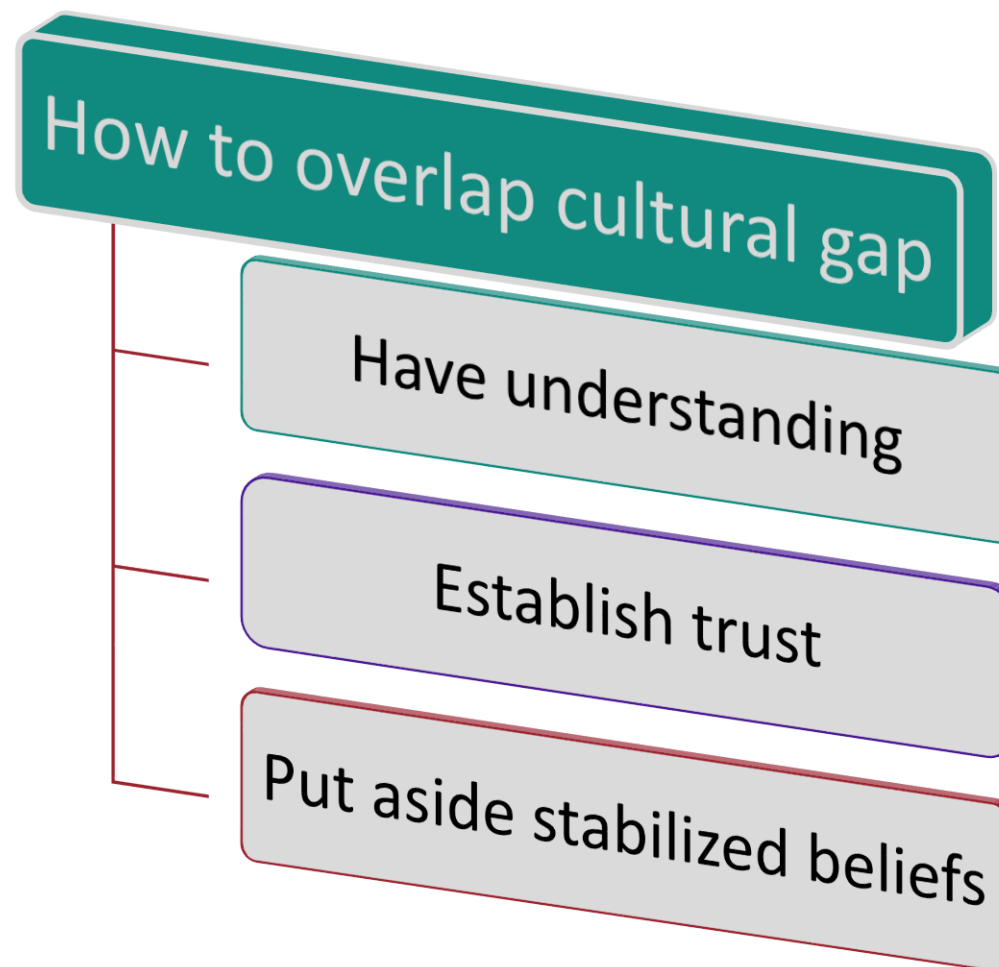 How to overlap cultural gap
Have understanding
Establish trust
Put aside stabilized beliefs